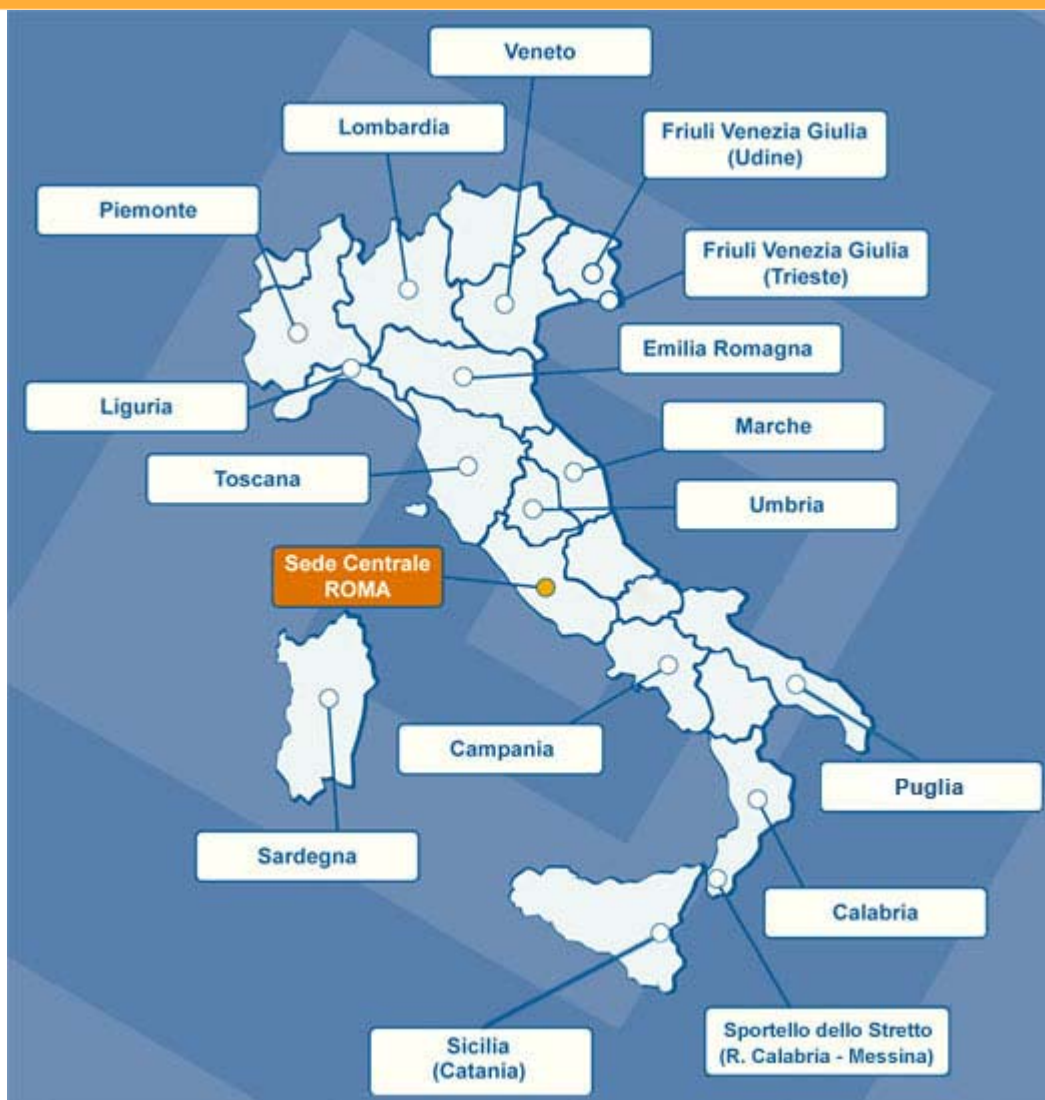 Veneto
Lombardia
Friuli Venezia Giulia
(Udine)
Piemonte
Friuli Venezia Giulia
(Trieste)
Emilia Romagna
Liguria
Marche
Toscana
Umbria
Sede Centrale
ROMA
Campania
Puglia
Sardegna
Calabria
Sportello dello Stretto
(R. Calabria - Messina)
Sicilia
(Catania)